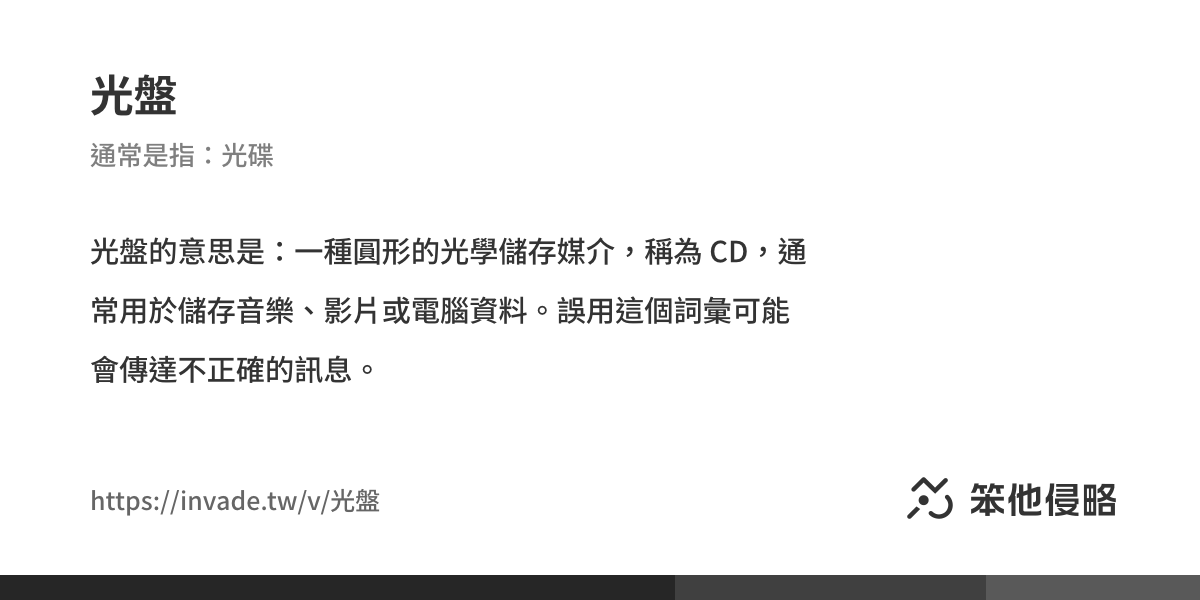 光盤
通常是指：光碟
光盤的意思是：一種圓形的光學儲存媒介，稱為 CD，通
常用於儲存音樂、影片或電腦資料。誤用這個詞彙可能
會傳達不正確的訊息。
https://invade.tw/v/光盤
笨他侵略